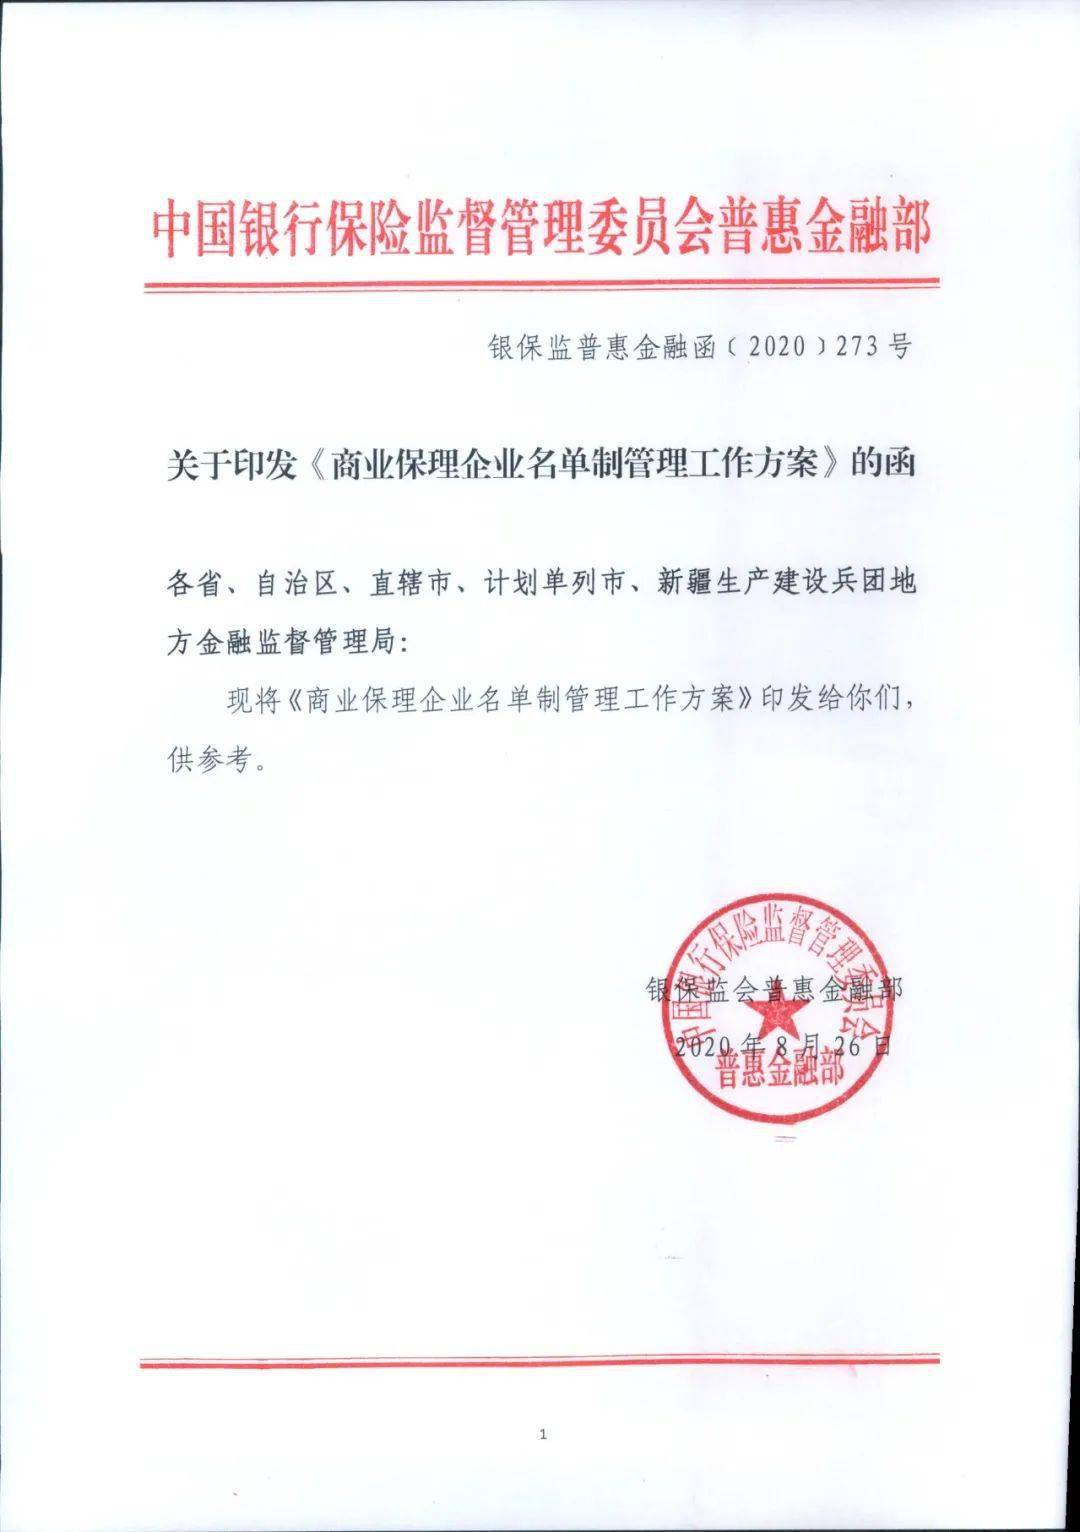 中国银行保险监督管理委员会普惠金融部
银保监普惠金融函〔2020〕273号
关于印发《商业保理企业名单制管理工作方案》的函
各省、自治区、直辖市、计划单列市、新疆生产建设兵团地
方金融监督管理局：
现将《商业保理企业名单制管理工作方案》印发给你们，
供参考。
中国银行保险监督管理委员会
银保监会普惠金融部
2020年8月26日
普惠金融部
1